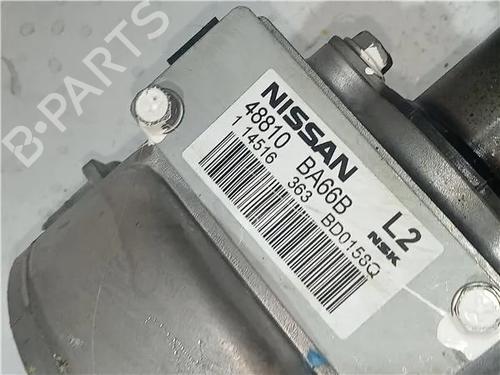 B-PARTS
NISSAN
48810 BA66B
1 14516 363 BD0158Q
L2
NSK